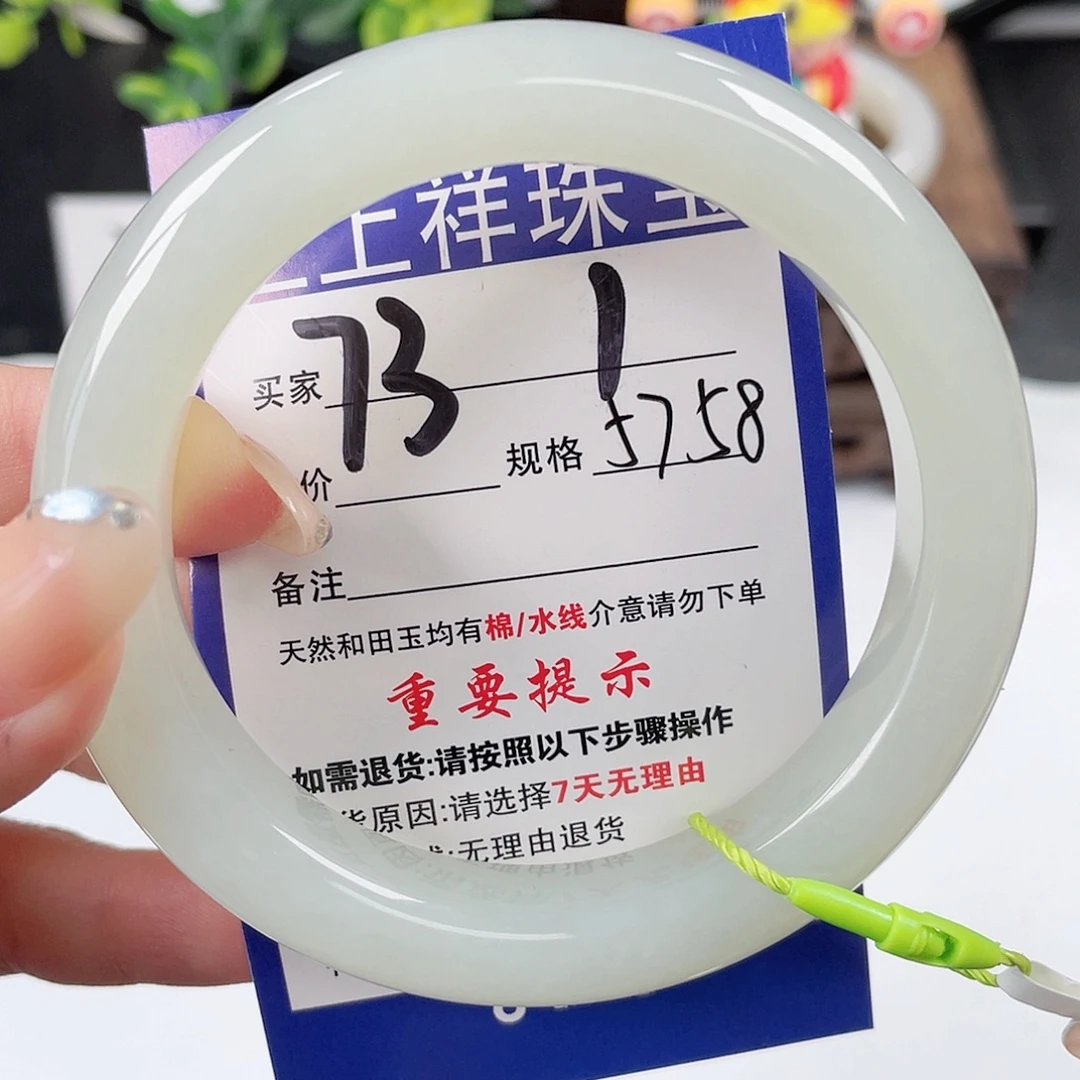 上祥珠宝
买家 73 1
价 规格 57.58
备注
天然和田玉均有棉/水线介意请勿下单
重要提示
如需退货:请按照以下步骤操作
货原因:请选择7天无理由
式:无理由退货